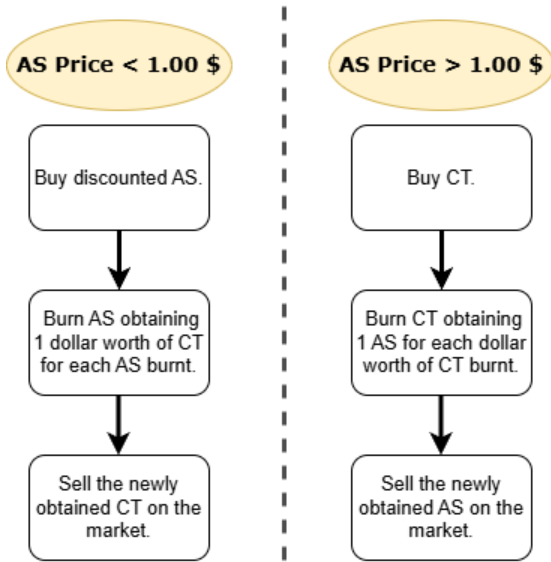 AS Price < 1.00 $
Buy discounted AS.
Burn AS obtaining
1 dollar worth of CT
for each AS burnt.
Sell the newly
obtained CT on the
market.
AS Price > 1.00 $
Buy CT.
Burn CT obtaining
1 AS for each dollar
worth of CT burnt.
Sell the newly
obtained AS on the
market.